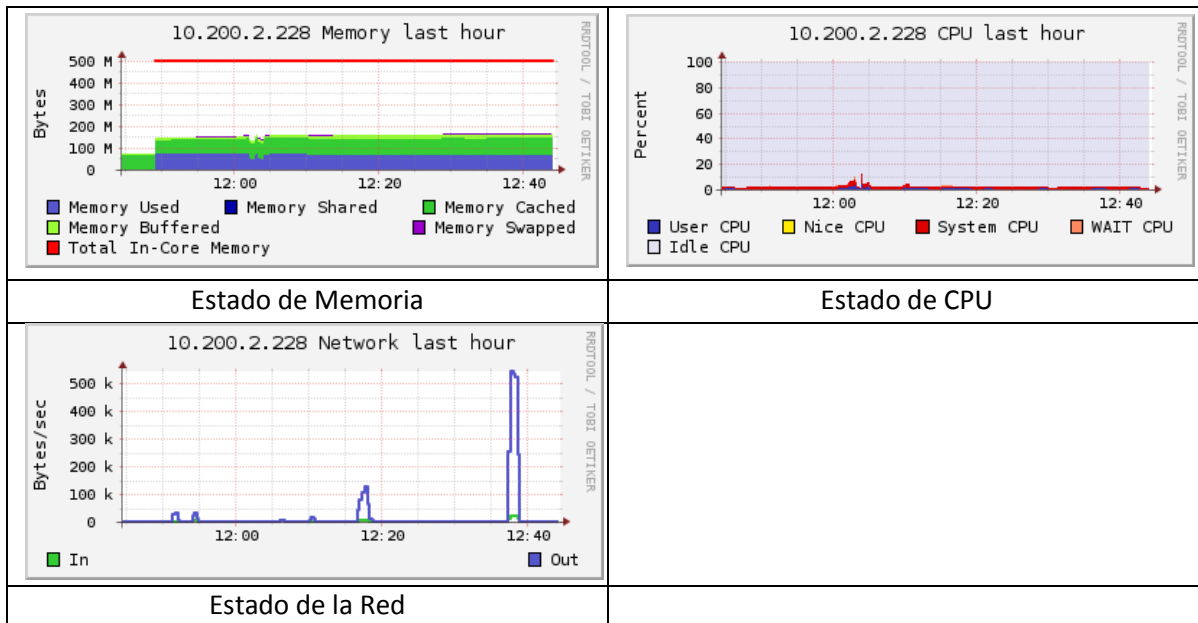 10.200.2.228 Memory last hour
RRDTOOL / TOBI OETIKER
Bytes
500 M
400 M
300 M
200 M
100 M
0
12:00 12:20 12:40
Memory Used Memory Shared Memory Cached
Memory Buffered Memory Swapped
Total In-Core Memory
10.200.2.228 CPU last hour
RRDTOOL / TOBI OETIKER
Percent
100
80
60
40
20
0
12:00 12:20 12:40
User CPU Nice CPU System CPU WAIT CPU
Idle CPU
Estado de Memoria
Estado de CPU
10.200.2.228 Network last hour
RRDTOOL / TOBI OETIKER
Bytes/sec
500 k
400 k
300 k
200 k
100 k
0
12:00 12:20 12:40
In Out
Estado de la Red